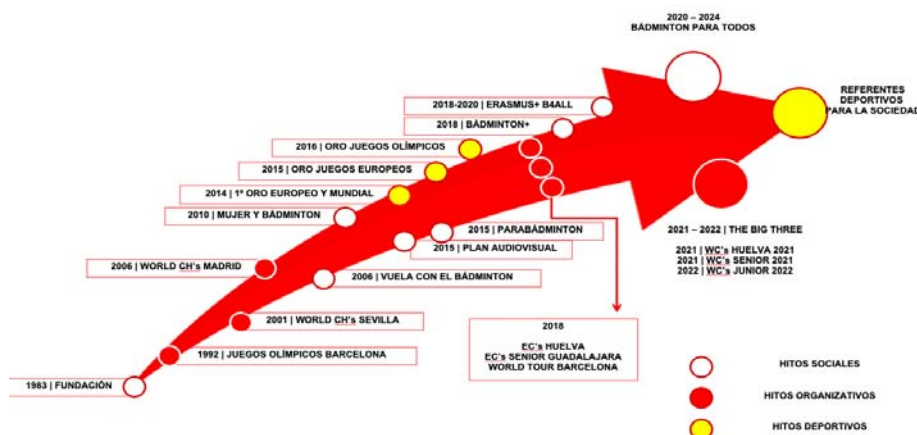 2020 – 2024
BÁDMINTON PARA TODOS
REFERENTES
DEPORTIVOS
PARA LA SOCIEDAD
2018-2020 | ERASMUS+ B4ALL
2018 | BÁDMINTON+
2016 | ORO JUEGOS OLÍMPICOS
2015 | ORO JUEGOS EUROPEOS
2014 | 1º ORO EUROPEO Y MUNDIAL
2010 | MUJER Y BÁDMINTON
2015 | PARABÁDMINTON
2015 | PLAN AUDIOVISUAL
2006 | WORLD CH's MADRID
2006 | VUELA CON EL BÁDMINTON
2001 | WORLD CH's SEVILLA
1992 | JUEGOS OLÍMPICOS BARCELONA
1983 | FUNDACIÓN
2021 – 2022 | THE BIG THREE
2021 | WC's HUELVA 2021
2021 | WC's SENIOR 2021
2022 | WC's JUNIOR 2022
2018
EC's HUELVA
EC's SENIOR GUADALAJARA
WORLD TOUR BARCELONA
HITOS SOCIALES
HITOS ORGANIZATIVOS
HITOS DEPORTIVOS